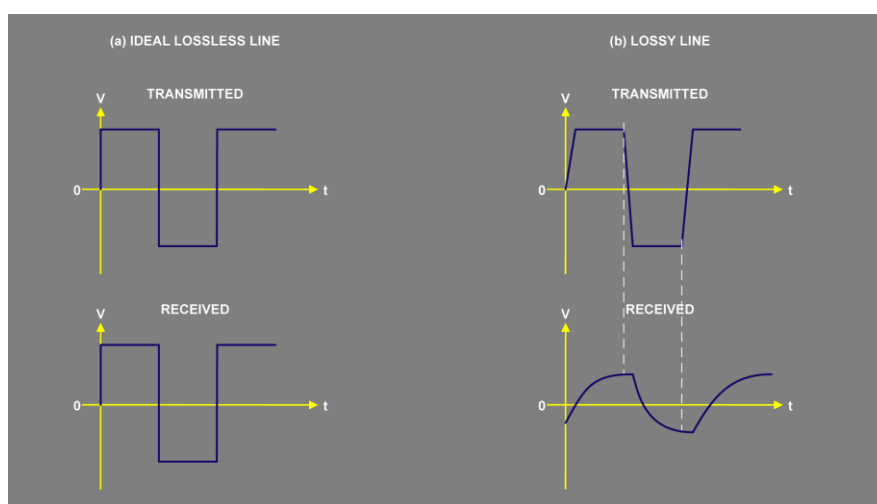 (a) IDEAL LOSSLESS LINE
V
TRANSMITTED
0
t
V
RECEIVED
0
t
(b) LOSSY LINE
V
TRANSMITTED
0
t
V
RECEIVED
0
t